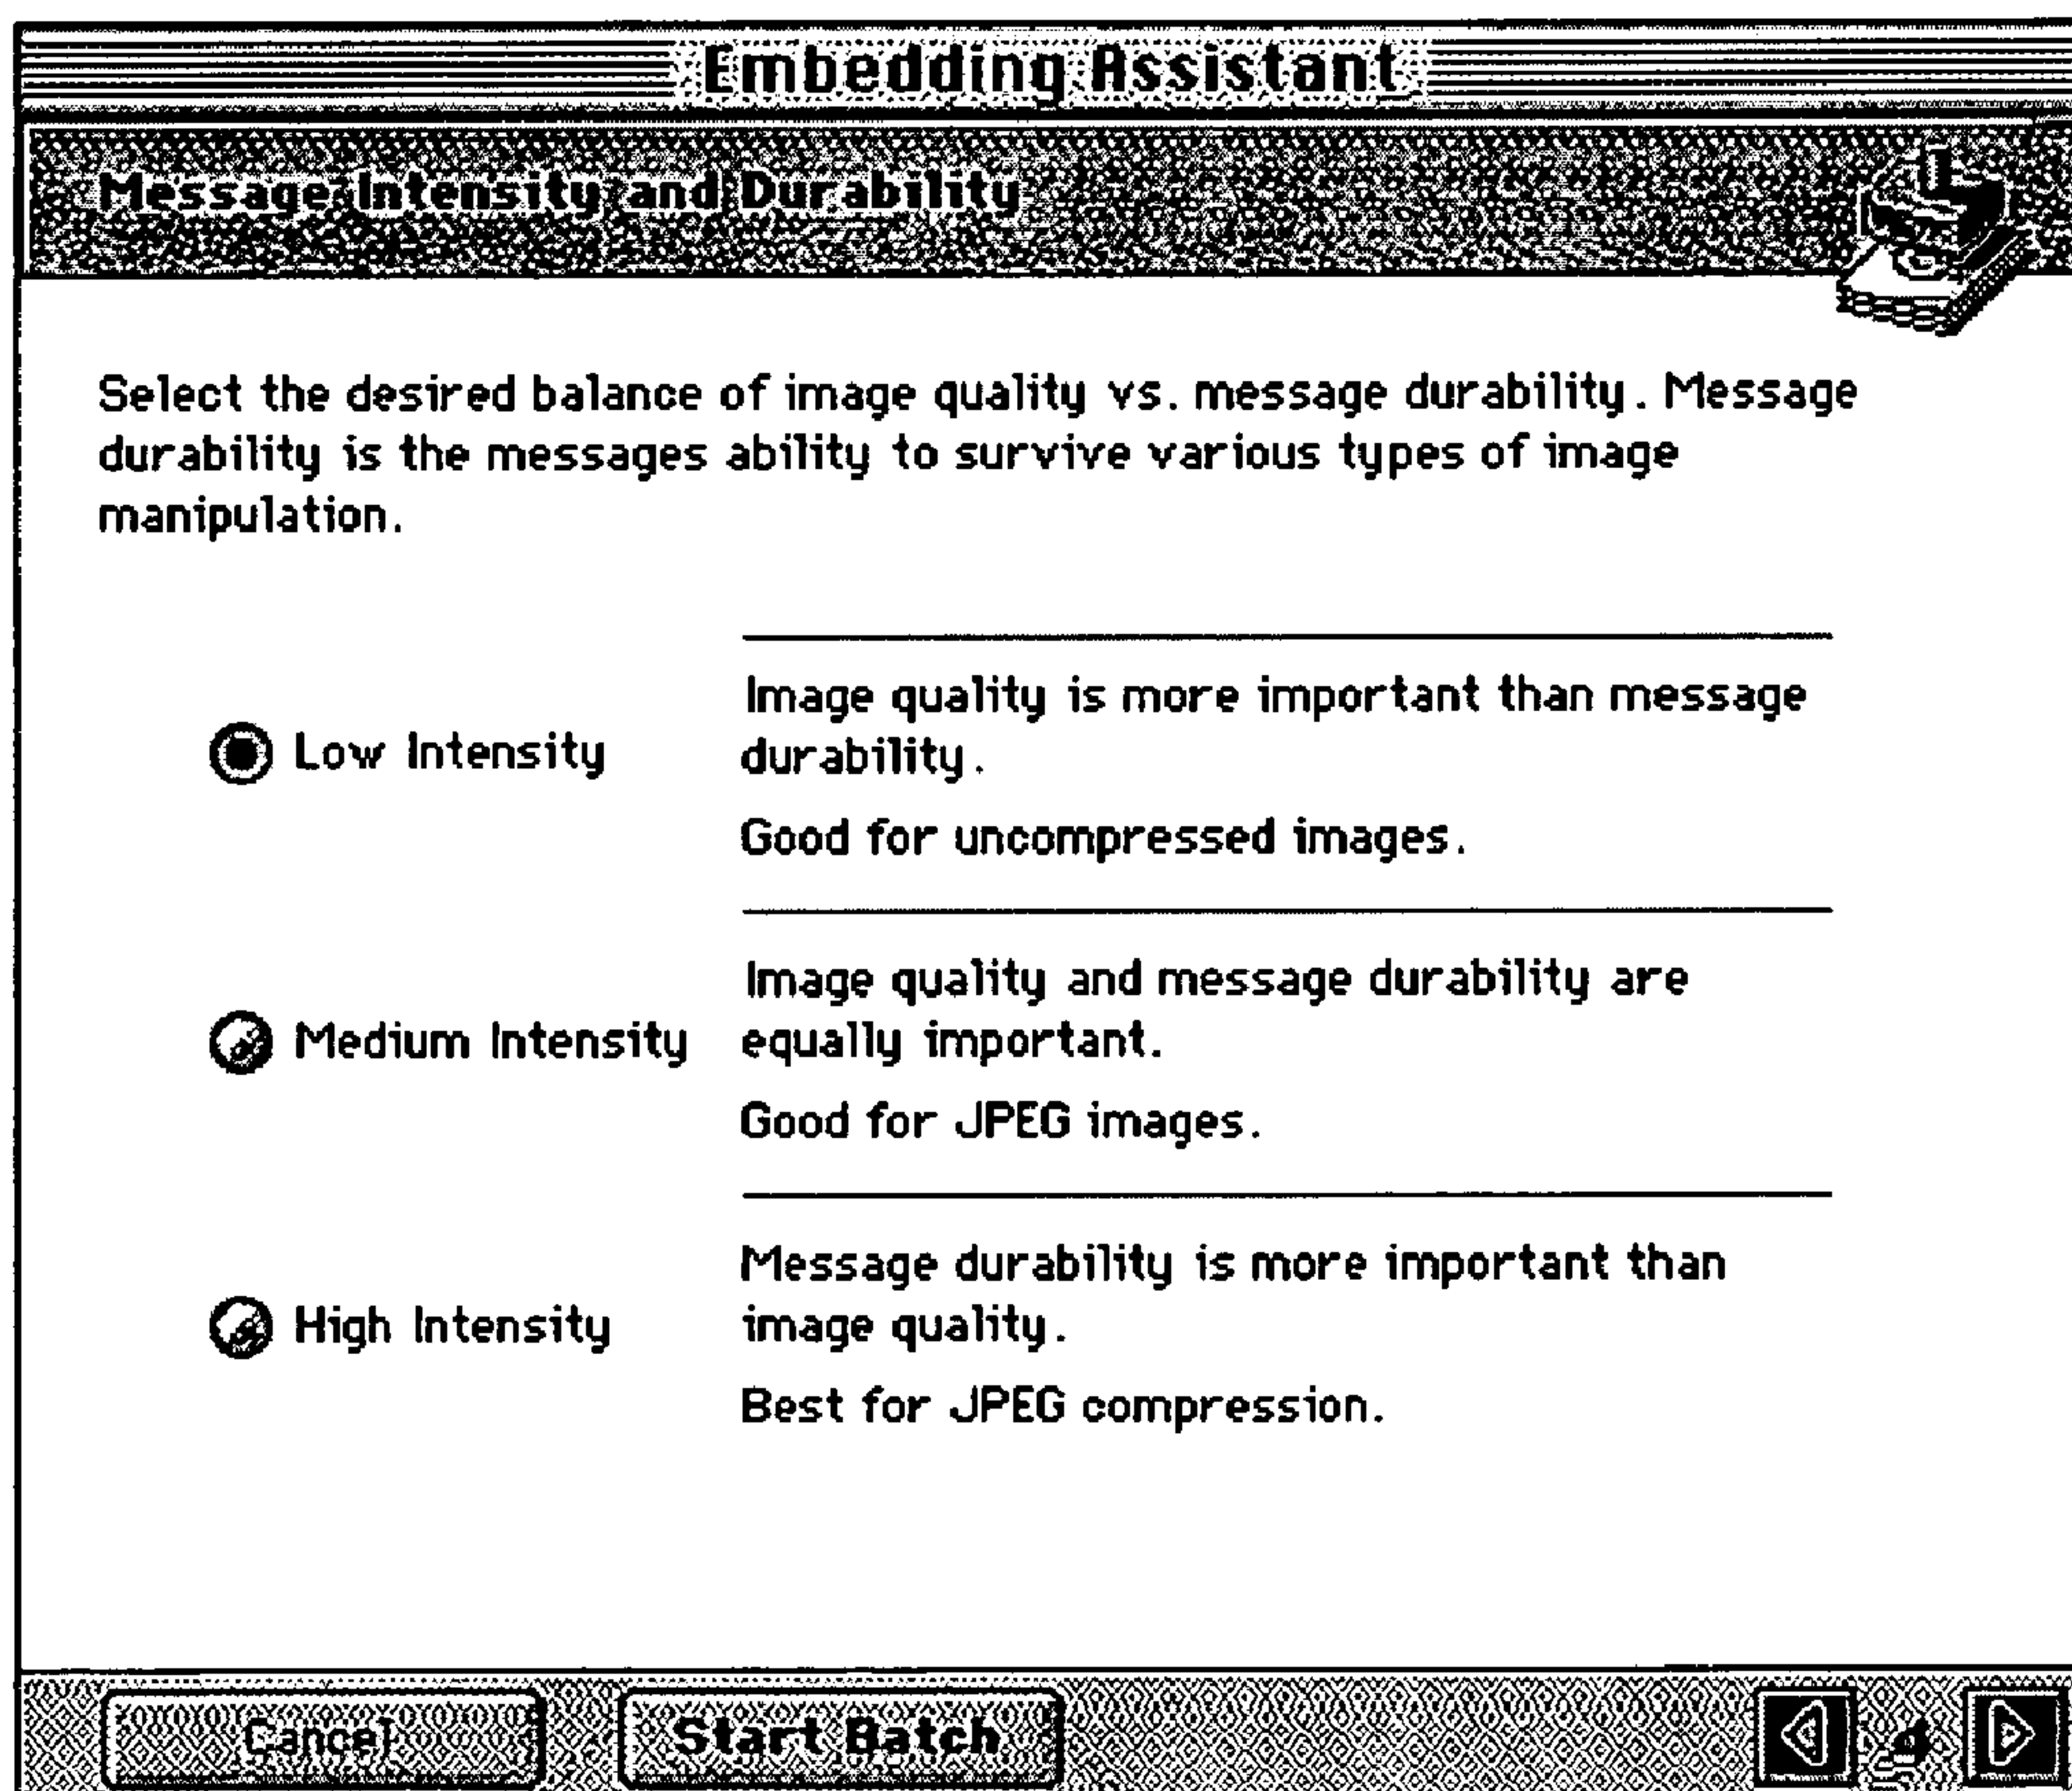 Embedding Assistant
Message Intensity and Durability
Select the desired balance of image quality vs. message durability. Message
durability is the messages ability to survive various types of image
manipulation.
Low Intensity
Image quality is more important than message
durability.
Good for uncompressed images.
Medium Intensity
Image quality and message durability are
equally important.
Good for JPEG images.
High Intensity
Message durability is more important than
image quality.
Best for JPEG compression.
Cancel
Start Batch
4